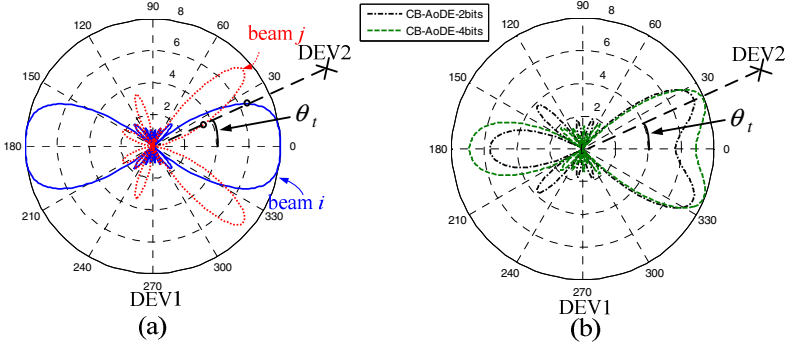 90
8
120
60
6
beam j
DEV2
150
4
30
2
θt
180
0
beam i
210
330
240
300
270
DEV1
(a)
CB-AoDE-2bits
CB-AoDE-4bits
90
8
120
60
6
DEV2
150
4
30
2
θt
180
0
210
330
240
300
270
DEV1
(b)